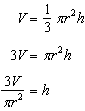 V = 1/3 πr²h
3V = πr²h
3V/πr² = h